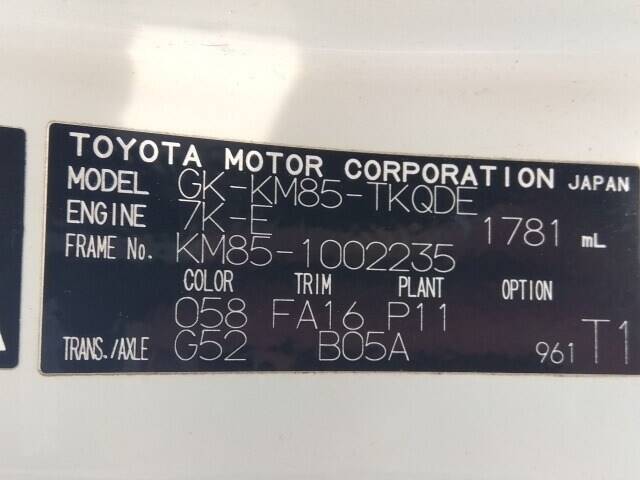 TOYOTA MOTOR CORPORATION JAPAN
MODEL GK-KM85-TKQDE
ENGINE 7K-E 1781 mL
FRAME No. KM85-1002235
COLOR TRIM PLANT OPTION
058 FA16 P11
TRANS./AXLE G52 B05A 961 T1